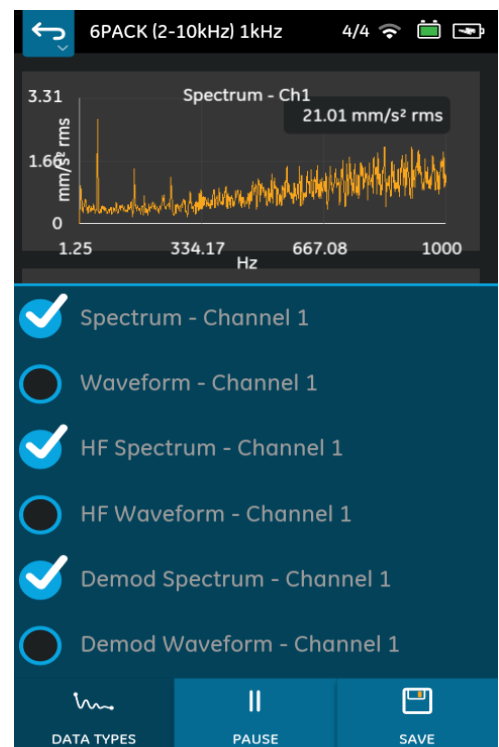 6PACK (2-10kHz) 1kHz 4/4
Spectrum - Ch1
21.01 mm/s² rms
3.31
1.66
0
mm/s² rms
1.25 334.17 667.08 1000
Hz
Spectrum - Channel 1
Waveform - Channel 1
HF Spectrum - Channel 1
HF Waveform - Channel 1
Demod Spectrum - Channel 1
Demod Waveform - Channel 1
DATA TYPES PAUSE SAVE